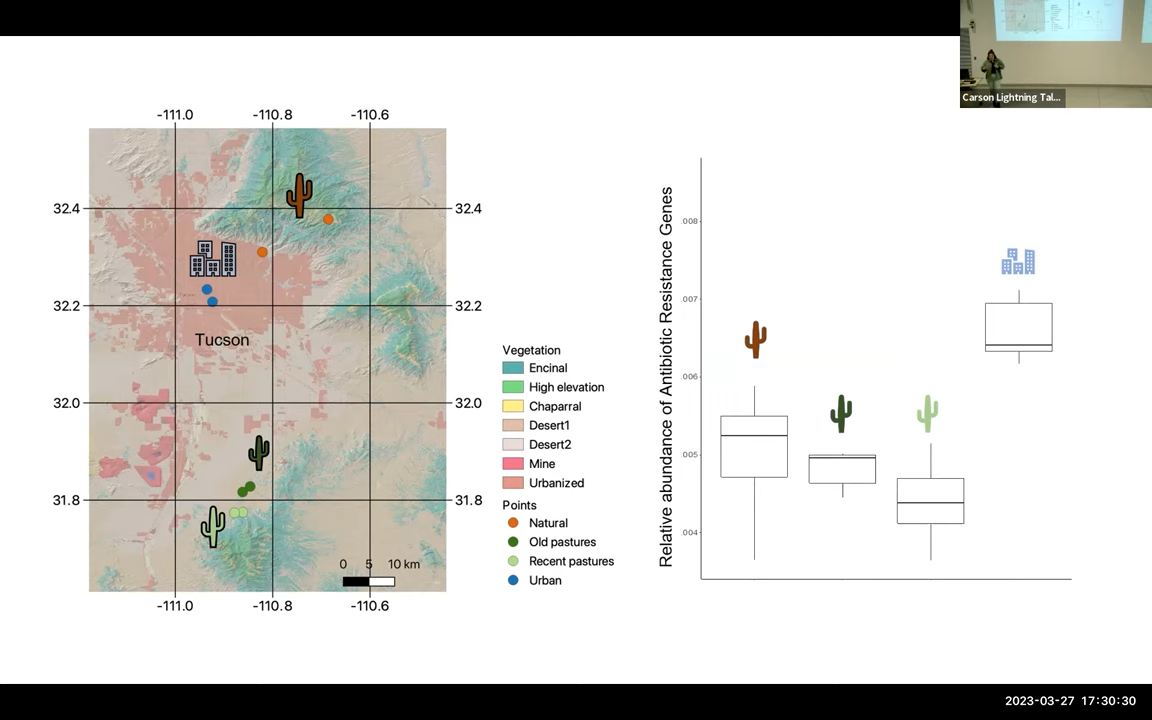 Carson Lightning Tal...
-111.0 -110.8 -110.6
32.4 32.4
32.2 32.2
Tucson
32.0 32.0
31.8 31.8
0 5 10 km
-111.0 -110.8 -110.6
Vegetation
Encinal
High elevation
Chaparral
Desert1
Desert2
Mine
Urbanized
Points
Natural
Old pastures
Recent pastures
Urban
Relative abundance of Antibiotic Resistance Genes
.008
.007
.006
.005
.004
2023-03-27 17:30:30